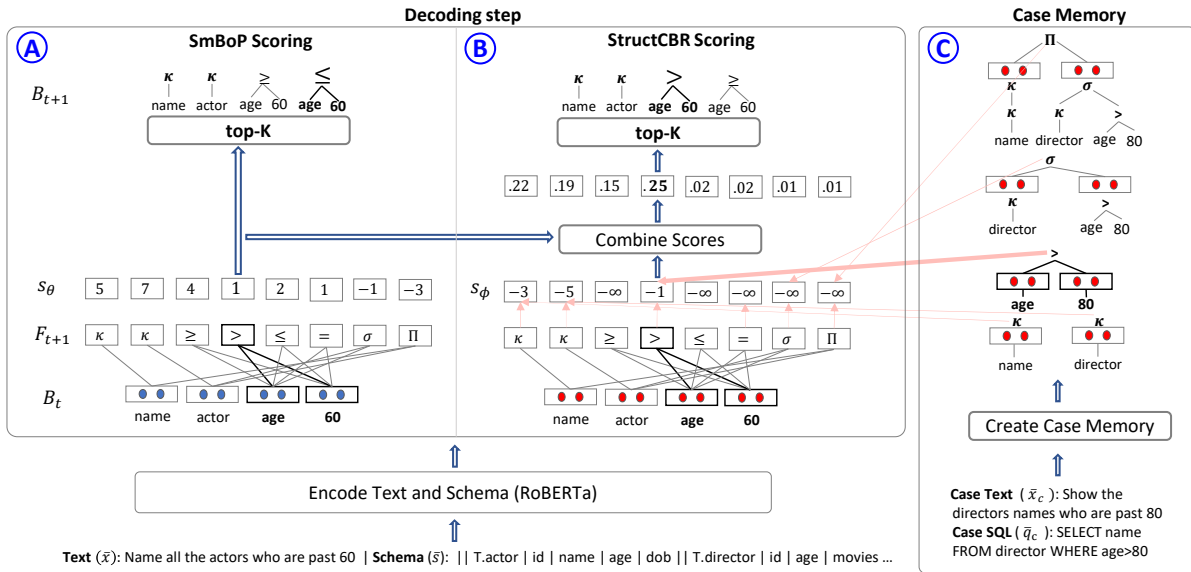 Decoding step
Case Memory
A
SmBoP Scoring
B
StructCBR Scoring
C
B_{t+1}
κ κ ≥ ≤
name actor age 60 age 60
top-K
κ κ > ≥
name actor age 60 age 60
top-K
.22 .19 .15 .25 .02 .02 .01 .01
Combine Scores
s_θ 5 7 4 1 2 1 −1 −3
F_{t+1} κ κ ≥ > ≤ = σ Π
B_t
name actor age 60
s_ϕ −3 −5 −∞ −1 −∞ −∞ −∞ −∞
κ κ ≥ > ≤ = σ Π
name actor age 60
Π
κ σ
κ κ >
name director age 80
σ
κ >
director age 80
>
age 80
κ κ
name director
Create Case Memory
Case Text (x̄_c): Show the
directors names who are past 80
Case SQL (q̄_c): SELECT name
FROM director WHERE age>80
Encode Text and Schema (RoBERTa)
Text (x̄): Name all the actors who are past 60 | Schema (s̄): || T.actor | id | name | age | dob || T.director | id | age | movies ...